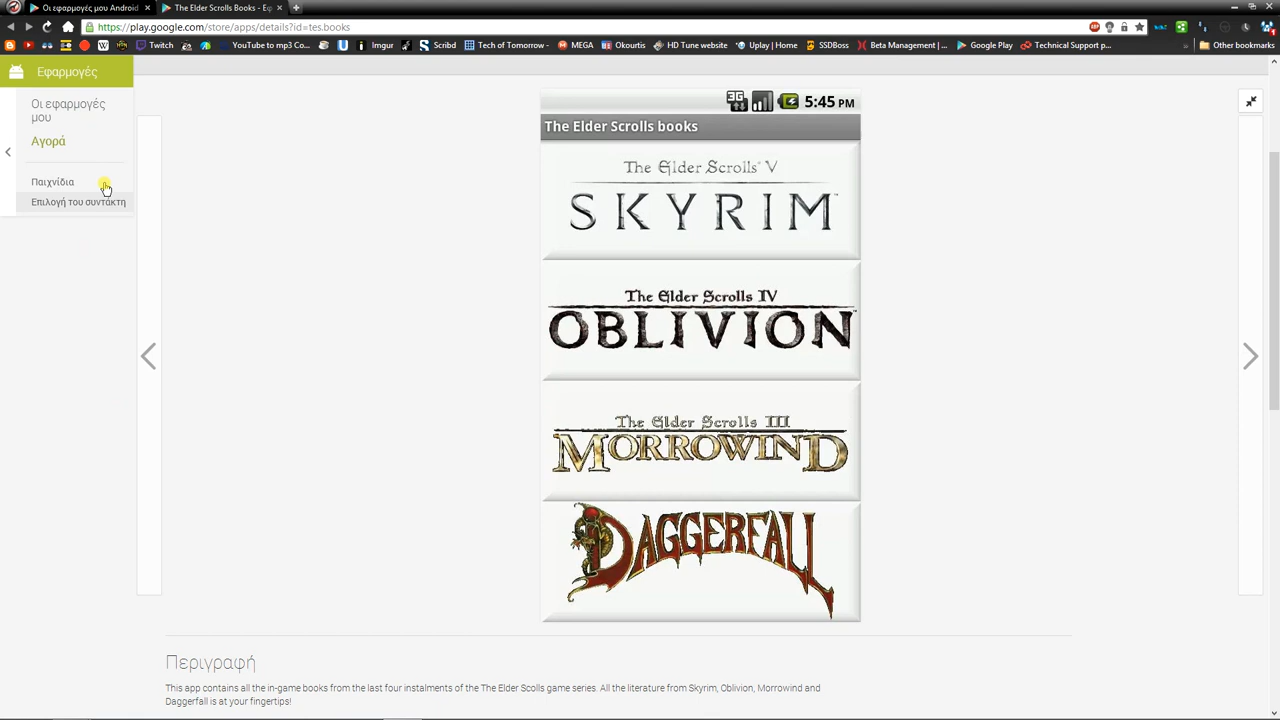 Οι εφαρμογές μου Android
The Elder Scrolls Books - Εφ
https://play.google.com/store/apps/details?id=tes.books
Twitch
YouTube to mp3 Co...
Imgur
Scribd
Tech of Tomorrow -
MEGA
Okourtis
HD Tune website
Uplay | Home
SSDBoss
Beta Management |...
Google Play
Technical Support p...
Other bookmarks
Εφαρμογές
Οι εφαρμογές
μου
Αγορά
Παιχνίδια
Επιλογή του συντάκτη
3G
5:45 PM
The Elder Scrolls books
The Elder Scrolls V
SKYRIM
The Elder Scrolls IV
OBLIVION
The Elder Scrolls III
MORROWIND
DAGGERFALL
Περιγραφή
This app contains all the in-game books from the last four instalments of the The Elder Scolls game series. All the literature from Skyrim, Oblivion, Morrowind and
Daggerfall is at your fingertips!